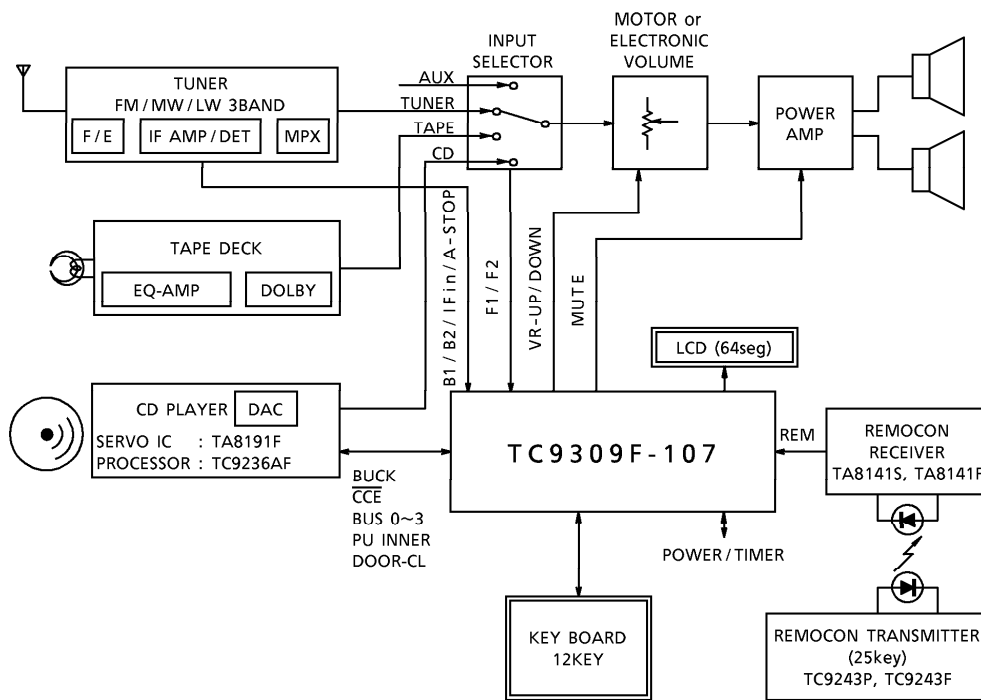 TUNER
FM / MW / LW 3BAND
F / E
IF AMP / DET
MPX
INPUT
SELECTOR
AUX
TUNER
TAPE
CD
MOTOR or
ELECTRONIC
VOLUME
POWER
AMP
TAPE DECK
EQ-AMP
DOLBY
B1 / B2 / IFin / A - STOP
F1 / F2
VR-UP / DOWN
MUTE
LCD (64seg)
CD PLAYER
DAC
SERVO IC : TA8191F
PROCESSOR : TC9236AF
BUCK
C̅C̅E̅
BUS 0~3
PU INNER
DOOR-CL
TC9309F-107
REM
REMOCON
RECEIVER
TA8141S, TA8141F
POWER / TIMER
KEY BOARD
12KEY
REMOCON TRANSMITTER
(25key)
TC9243P, TC9243F